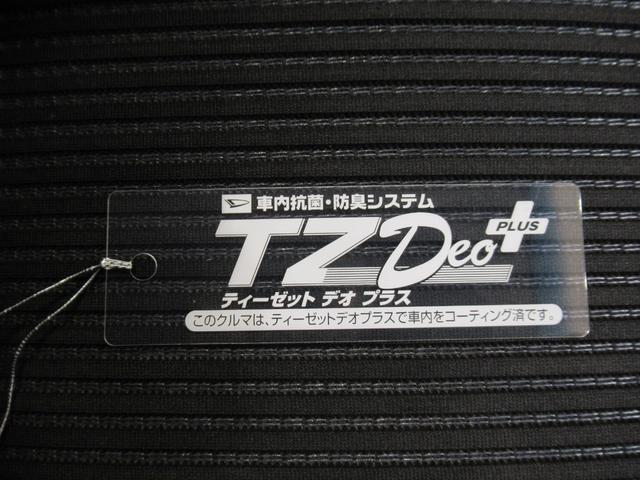 車内抗菌・防臭システム
TZ Deo PLUS
ティーゼット デオ プラス
このクルマは、ティーゼットデオプラスで車内をコーティング済です。